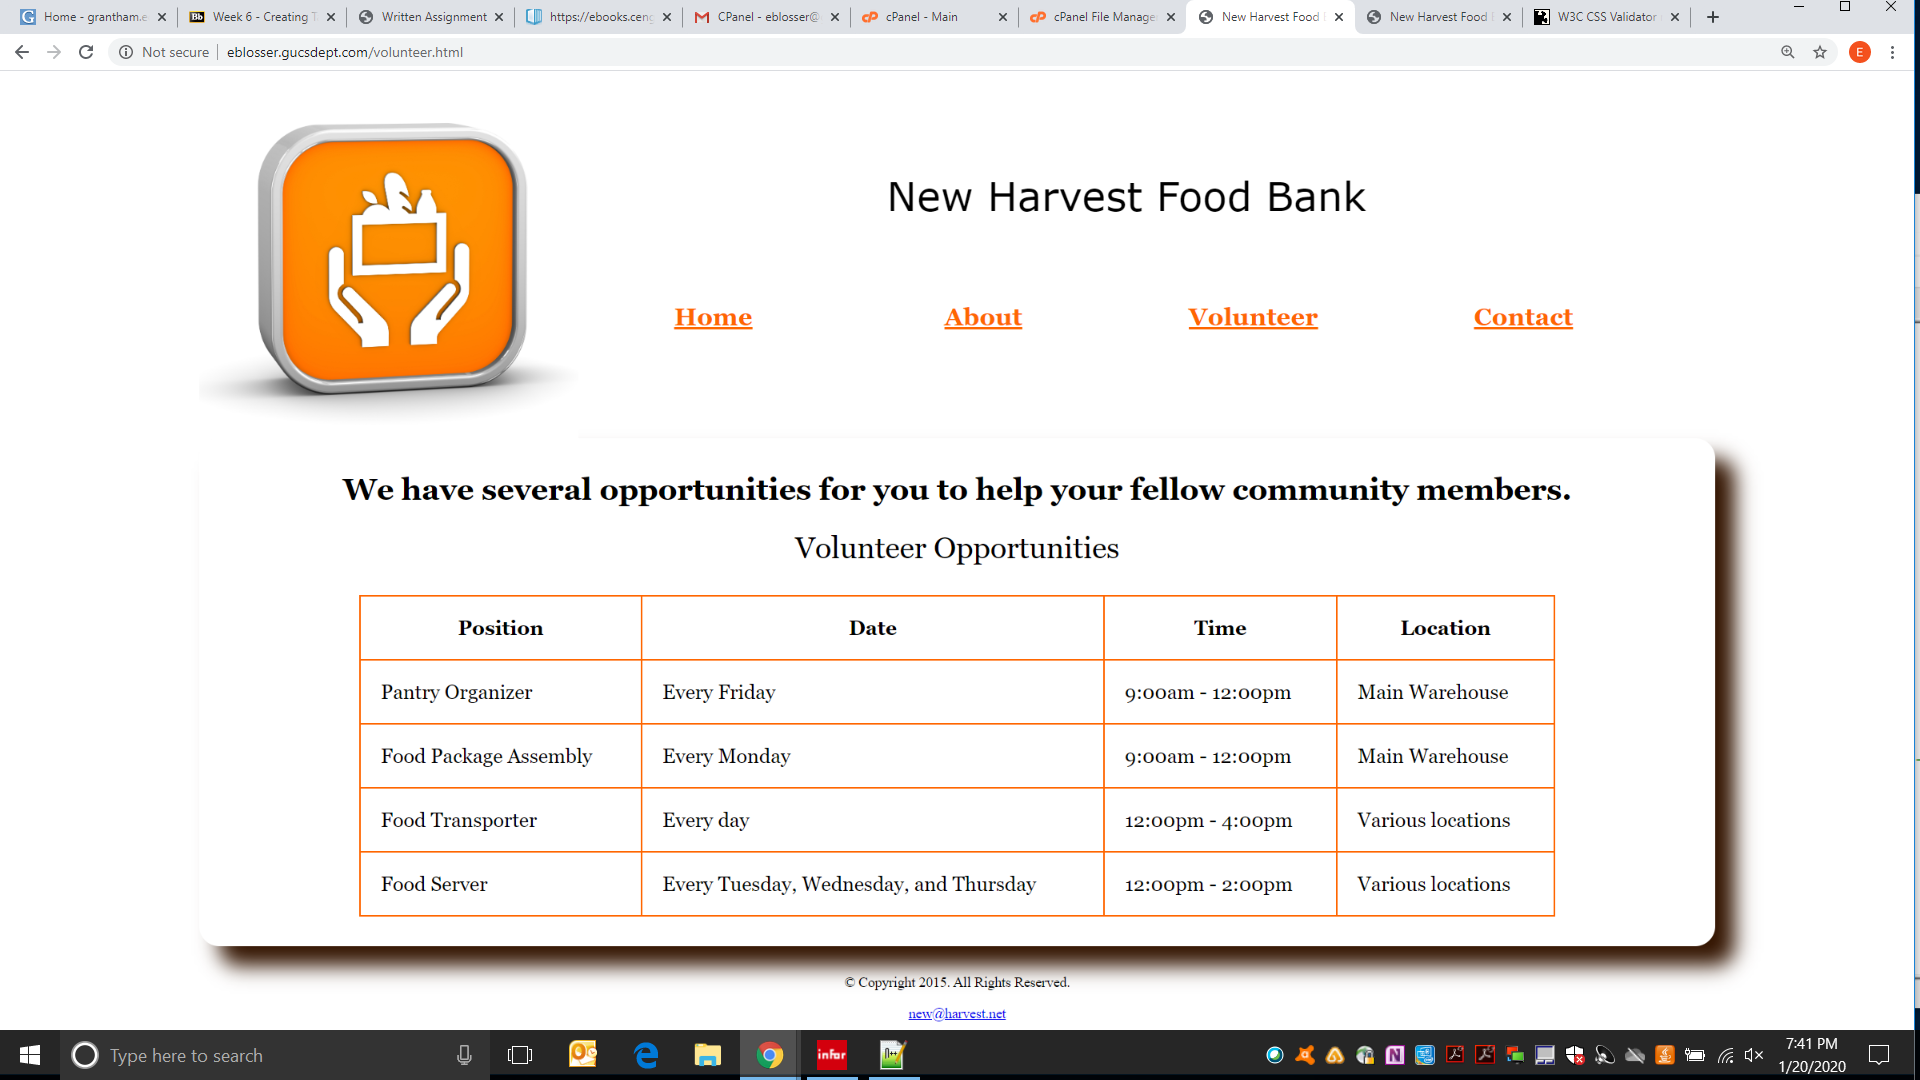 Home - grantham.e
Week 6 - Creating T
Written Assignment
https://ebooks.ceng
CPanel - eblosser@
cPanel - Main
cPanel File Manage
New Harvest Food
New Harvest Food
W3C CSS Validator
Not secure
eblosser.gucsdept.com/volunteer.html
E
New Harvest Food Bank
Home About Volunteer Contact
We have several opportunities for you to help your fellow community members.
Volunteer Opportunities
Position Date Time Location
Pantry Organizer Every Friday 9:00am - 12:00pm Main Warehouse
Food Package Assembly Every Monday 9:00am - 12:00pm Main Warehouse
Food Transporter Every day 12:00pm - 4:00pm Various locations
Food Server Every Tuesday, Wednesday, and Thursday 12:00pm - 2:00pm Various locations
© Copyright 2015. All Rights Reserved.
new@harvest.net
Type here to search
infor
7:41 PM
1/20/2020